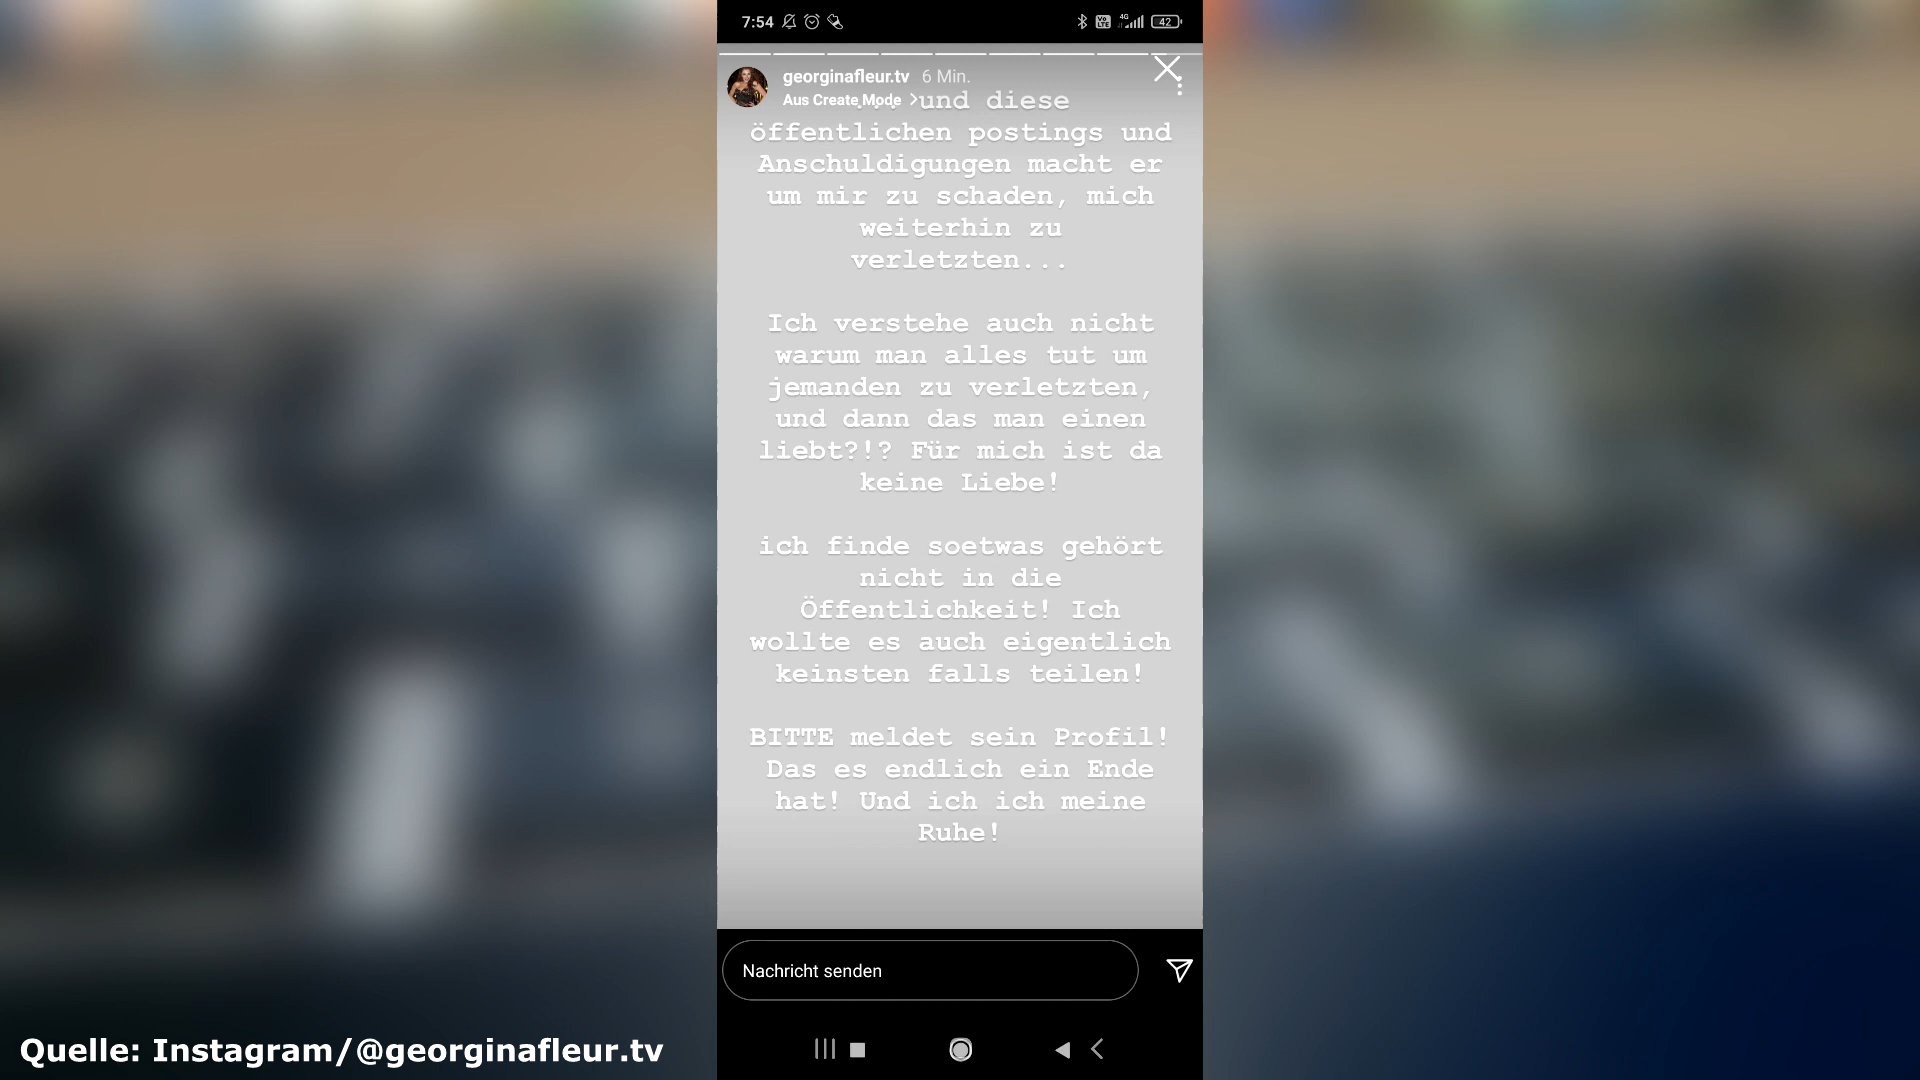 7:54
Vo LTE
4G
42
georginafleur.tv 6 Min.
Aus Create Mode
...und diese
öffentlichen postings und
Anschuldigungen macht er
um mir zu schaden, mich
weiterhin zu
verletzten...
Ich verstehe auch nicht
warum man alles tut um
jemanden zu verletzten,
und dann das man einen
liebt?!? Für mich ist da
keine Liebe!
ich finde soetwas gehört
nicht in die
Öffentlichkeit! Ich
wollte es auch eigentlich
keinsten falls teilen!
BITTE meldet sein Profil!
Das es endlich ein Ende
hat! Und ich ich meine
Ruhe!
Nachricht senden
Quelle: Instagram/@georginafleur.tv